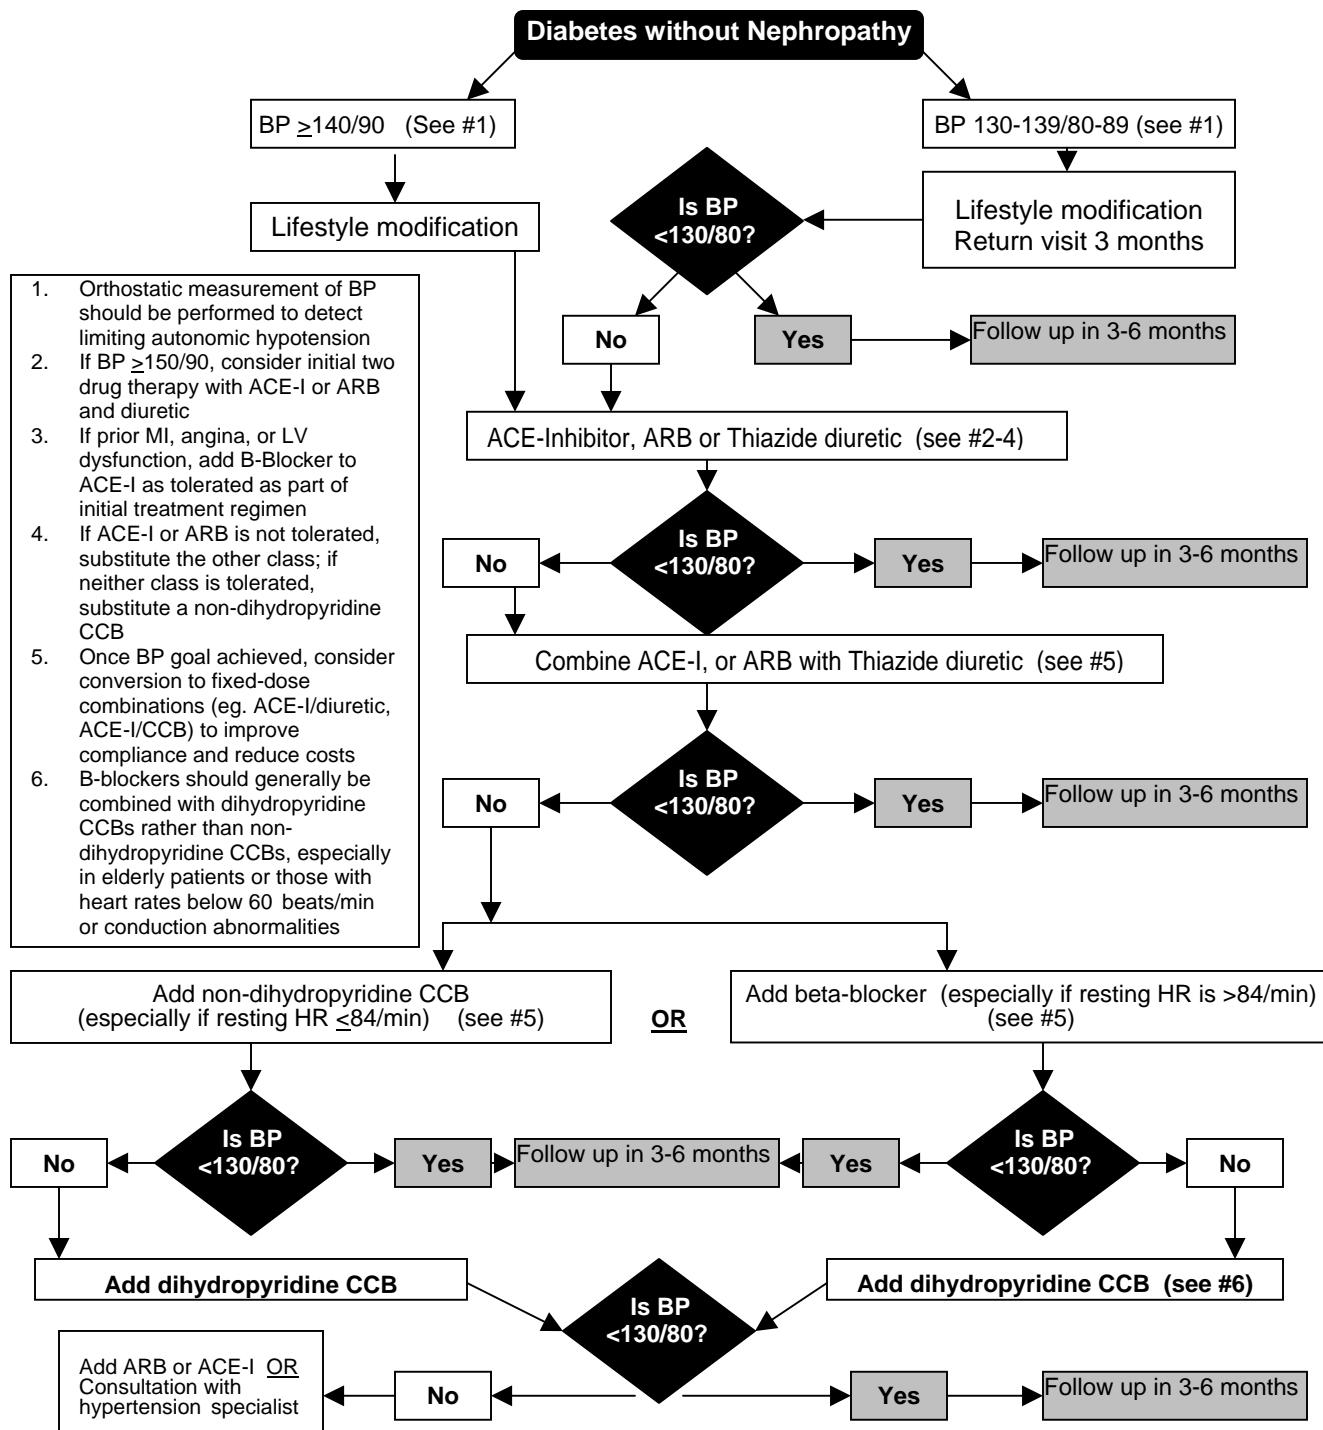 Diabetes without Nephropathy
BP ≥140/90 (See #1)
BP 130-139/80-89 (see #1)
Lifestyle modification
Lifestyle modification
Return visit 3 months
Is BP
<130/80?
No
Yes
Follow up in 3-6 months
1. Orthostatic measurement of BP
should be performed to detect
limiting autonomic hypotension
2. If BP ≥150/90, consider initial two
drug therapy with ACE-I or ARB
and diuretic
3. If prior MI, angina, or LV
dysfunction, add B-Blocker to
ACE-I as tolerated as part of
initial treatment regimen
4. If ACE-I or ARB is not tolerated,
substitute the other class; if
neither class is tolerated,
substitute a non-dihydropyridine
CCB
5. Once BP goal achieved, consider
conversion to fixed-dose
combinations (eg. ACE-I/diuretic,
ACE-I/CCB) to improve
compliance and reduce costs
6. B-blockers should generally be
combined with dihydropyridine
CCBs rather than non-
dihydropyridine CCBs, especially
in elderly patients or those with
heart rates below 60 beats/min
or conduction abnormalities
ACE-Inhibitor, ARB or Thiazide diuretic (see #2-4)
Is BP
<130/80?
No
Yes
Follow up in 3-6 months
Combine ACE-I, or ARB with Thiazide diuretic (see #5)
Is BP
<130/80?
No
Yes
Follow up in 3-6 months
Add non-dihydropyridine CCB
(especially if resting HR ≤84/min) (see #5)
OR
Add beta-blocker (especially if resting HR is >84/min)
(see #5)
Is BP
<130/80?
Is BP
<130/80?
No
Yes
Follow up in 3-6 months
Yes
No
Add dihydropyridine CCB
Add dihydropyridine CCB (see #6)
Is BP
<130/80?
Add ARB or ACE-I OR
Consultation with
hypertension specialist
No
Yes
Follow up in 3-6 months